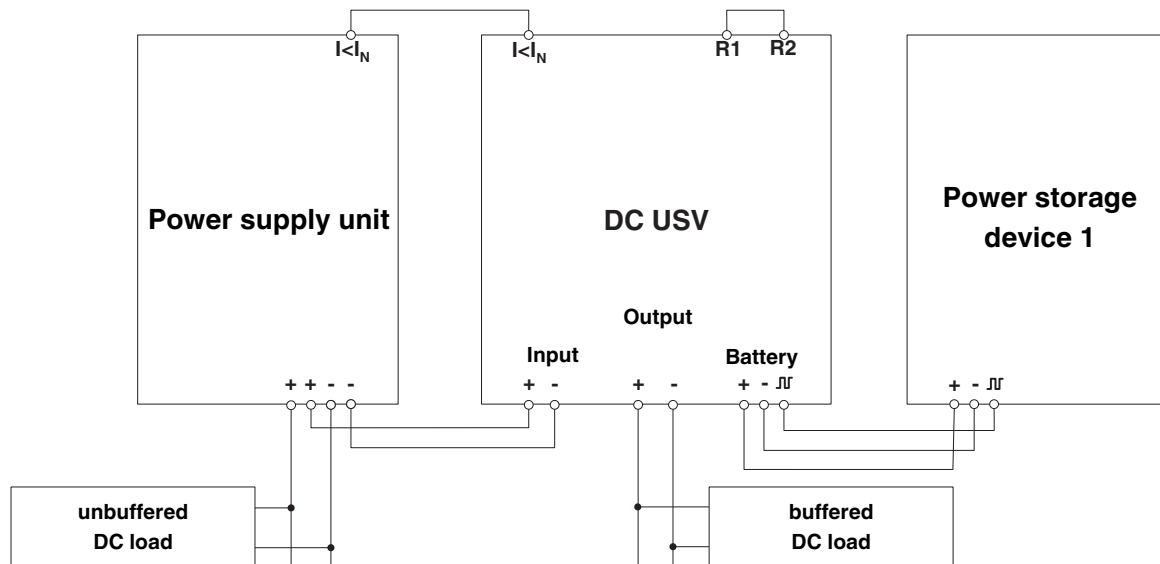 I<IN
I<IN
R1 R2
Power supply unit
DC USV
Power storage
device 1
Output
Input
Battery
+ + - -
+ -
+ -
+ -
+ -
unbuffered
DC load
buffered
DC load